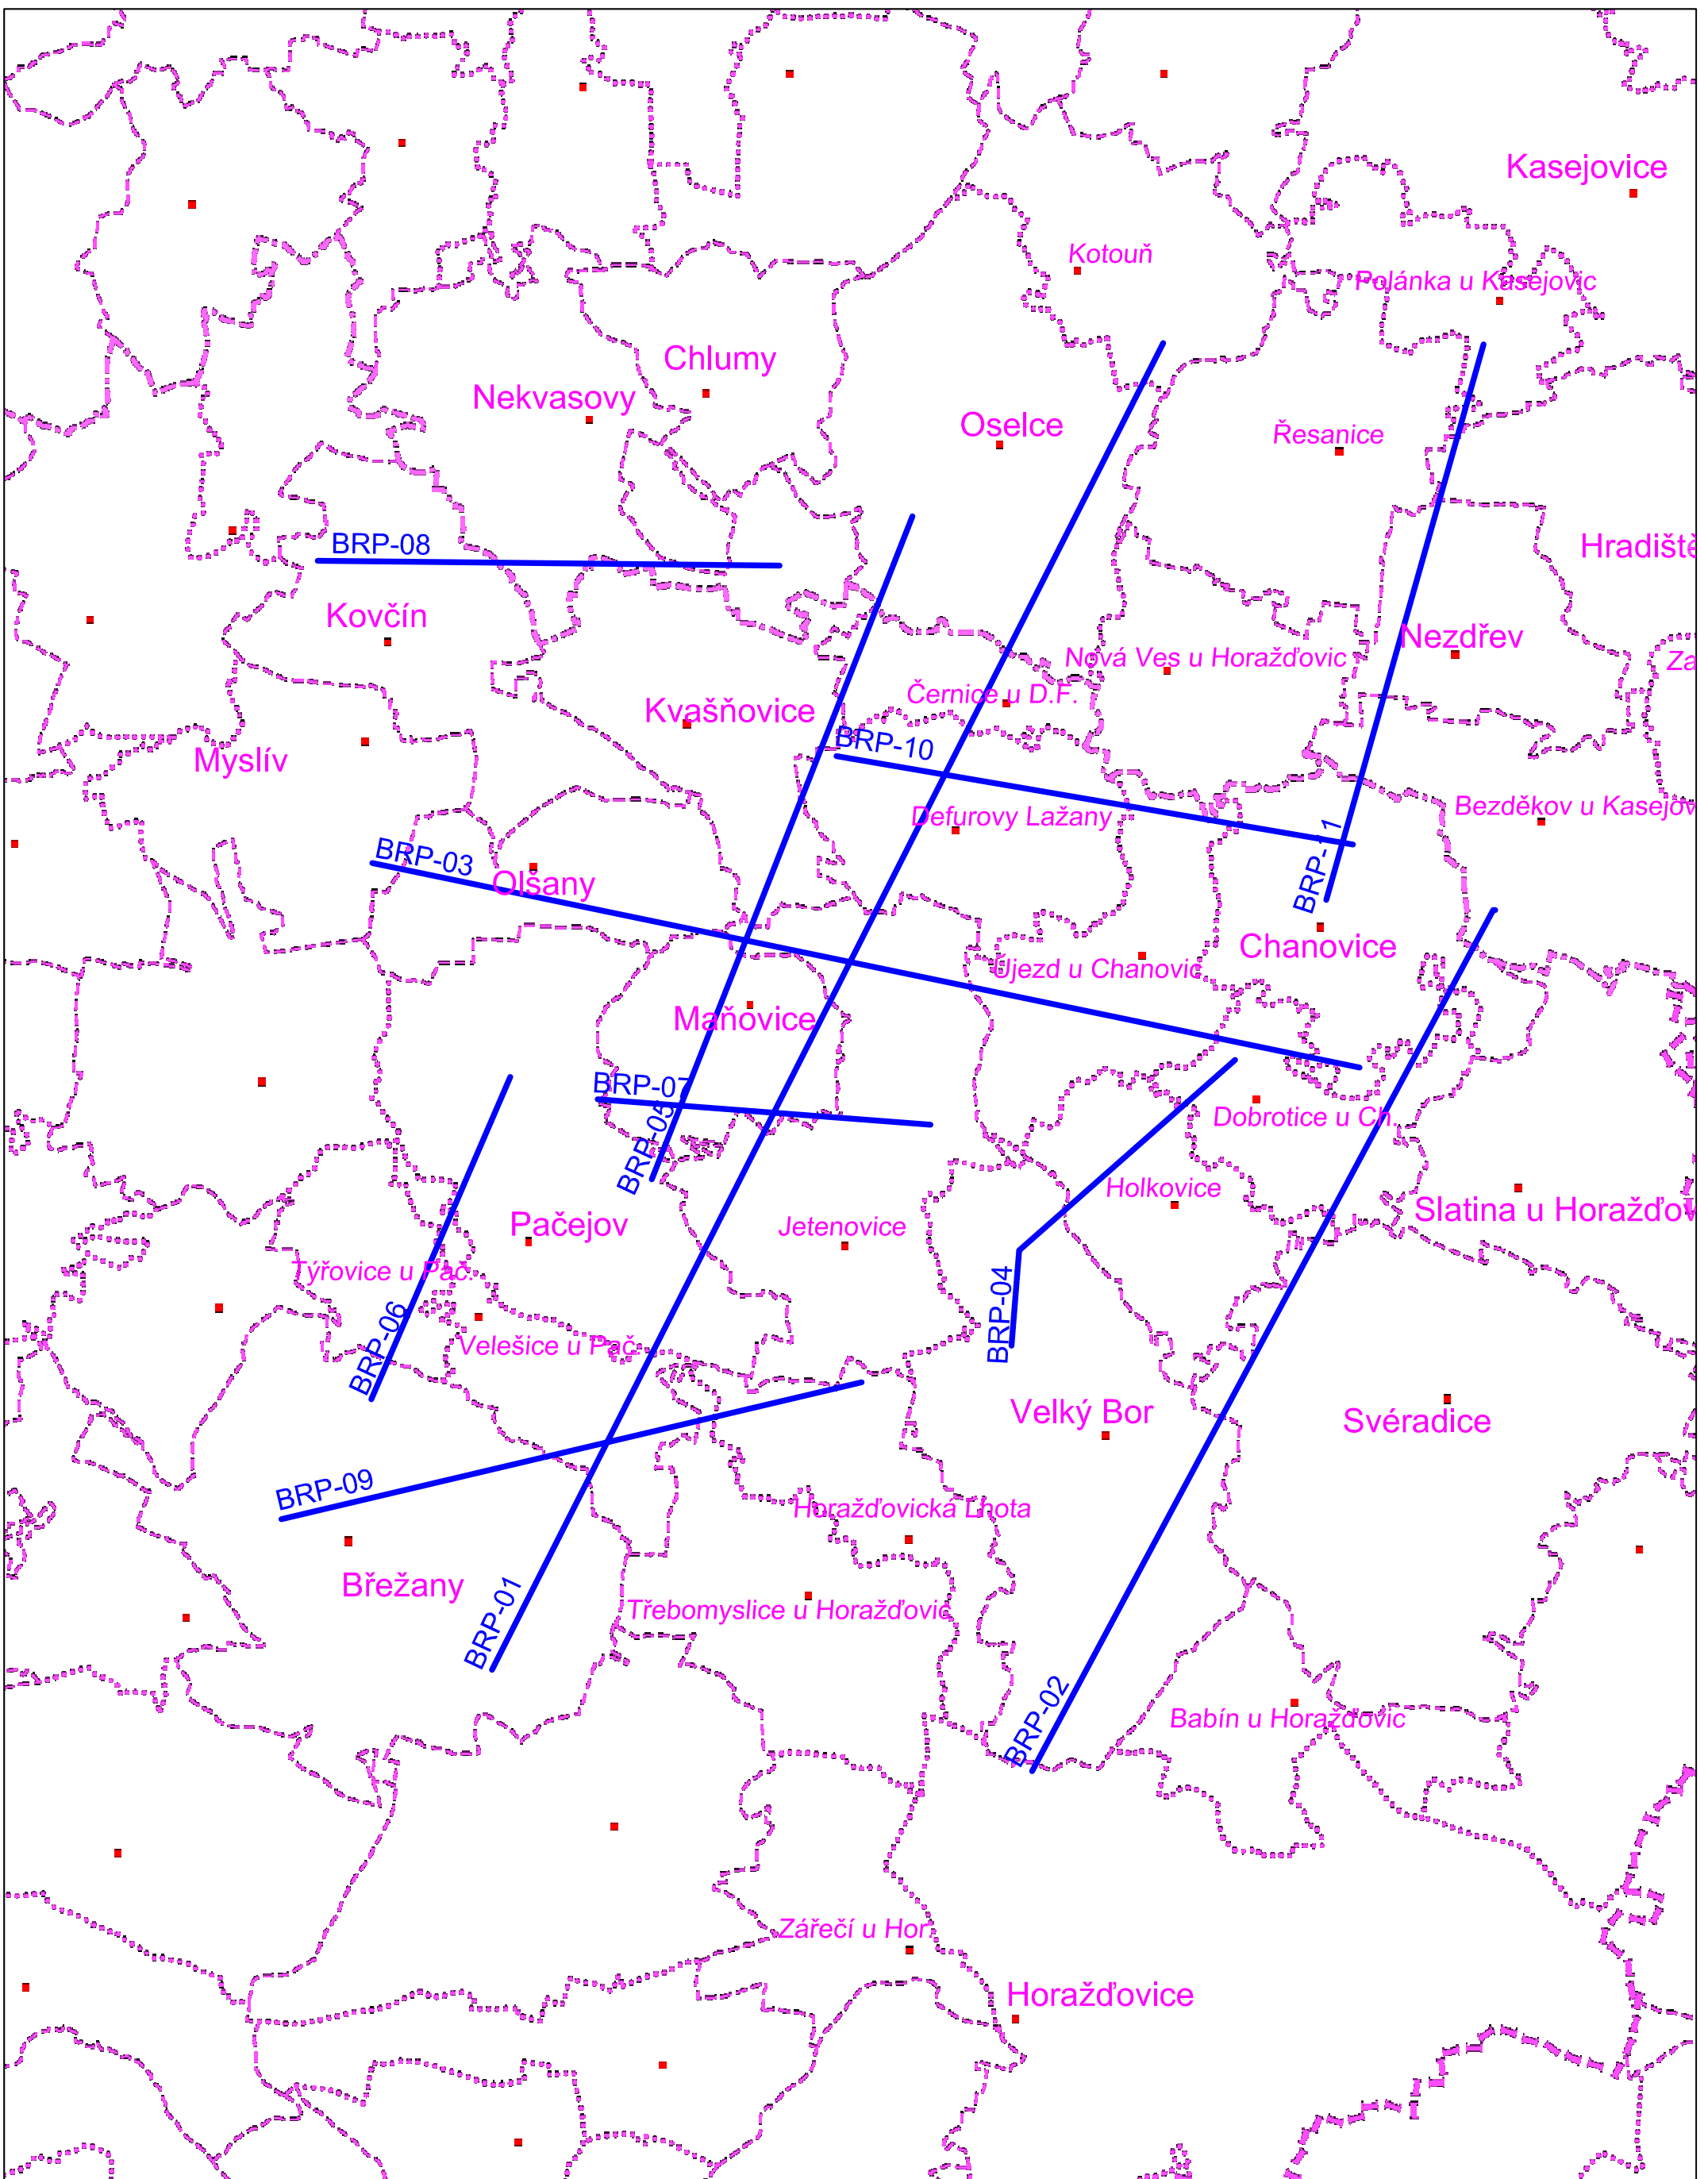 Kasejovice
Kotouň
Polánka u Kasejovic
Chlumy
Nekvasovy
Oselce
Řesanice
BRP-08
Hradiště
Kovčín
Nezdřev
Nová Ves u Horažďovic
Za
Černice u D.F.
Kvašňovice
BRP-10
Myslív
Bezděkov u Kasejov
Defurovy Lažany
BRP-03
BRP-11
Olšany
Chanovice
Újezd u Chanovic
Maňovice
BRP-07
Dobrotice u Ch.
BRP-05
Holkovice
Slatina u Horažďov
Pačejov
Jetenovice
Týřovice u Pač.
BRP-04
BRP-06
Velešice u Pač.
Velký Bor
Svéradice
BRP-09
Horažďovická Lhota
Břežany
Třebomyslice u Horažďovic
BRP-01
BRP-02
Babín u Horažďovic
Zářečí u Hor.
Horažďovice